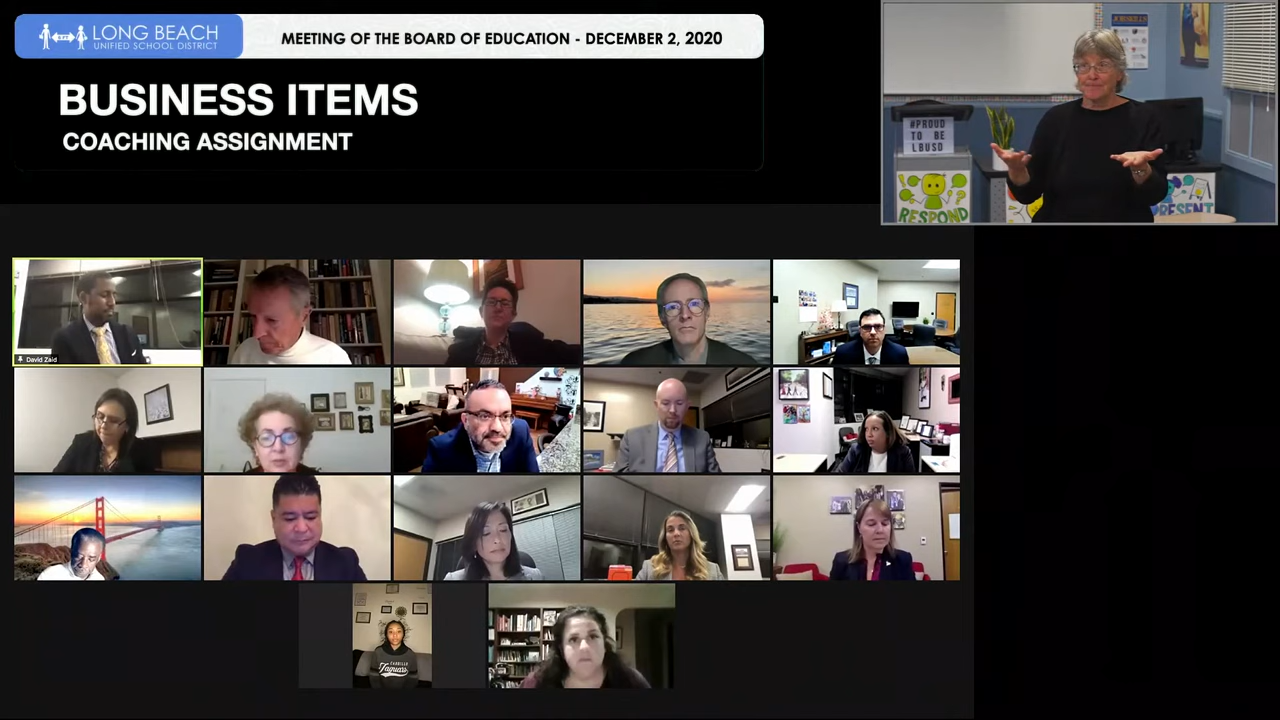 LONG BEACH
UNIFIED SCHOOL DISTRICT
MEETING OF THE BOARD OF EDUCATION - DECEMBER 2, 2020
BUSINESS ITEMS
COACHING ASSIGNMENT
#PROUD
TO BE
LBUSD
RESPOND
PRESENT
David Zaid
CABRILLO
Jaguars